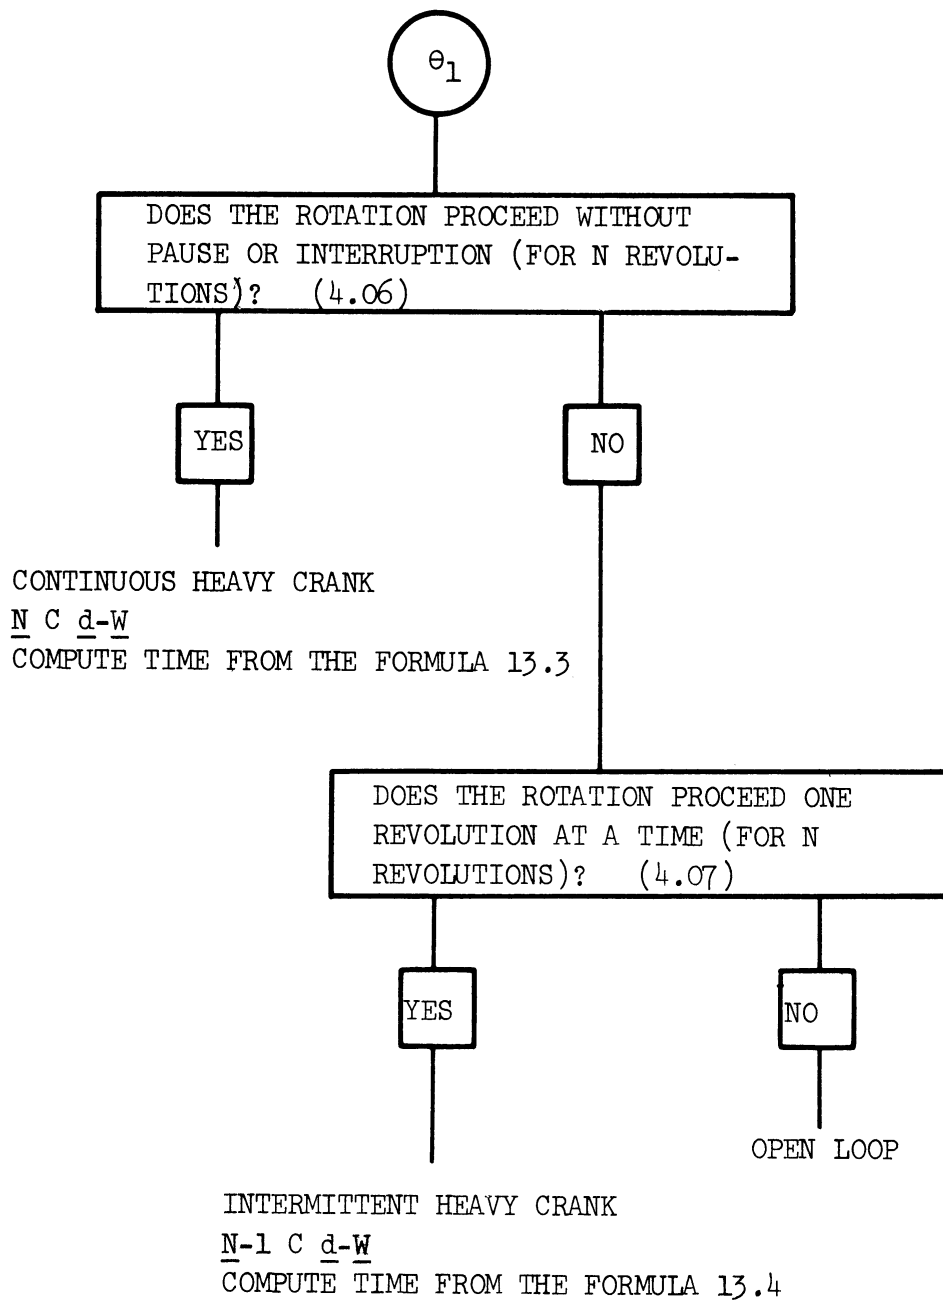 θ1
DOES THE ROTATION PROCEED WITHOUT
PAUSE OR INTERRUPTION (FOR N REVOLU-
TIONS)? (4.06)
YES
NO
CONTINUOUS HEAVY CRANK
N C d-W
COMPUTE TIME FROM THE FORMULA 13.3
DOES THE ROTATION PROCEED ONE
REVOLUTION AT A TIME (FOR N
REVOLUTIONS)? (4.07)
YES
NO
OPEN LOOP
INTERMITTENT HEAVY CRANK
N-1 C d-W
COMPUTE TIME FROM THE FORMULA 13.4